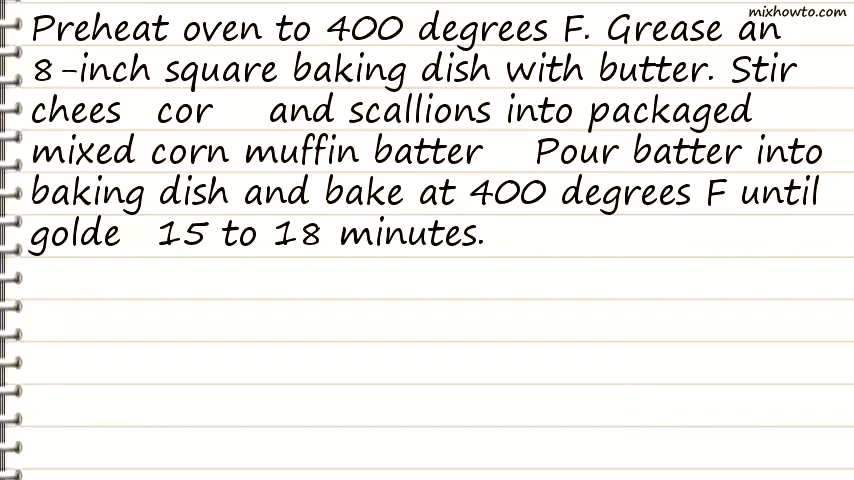 mixhowto.com
Preheat oven to 400 degrees F. Grease an
8-inch square baking dish with butter. Stir
chees cor and scallions into packaged
mixed corn muffin batter Pour batter into
baking dish and bake at 400 degrees F until
golde 15 to 18 minutes.